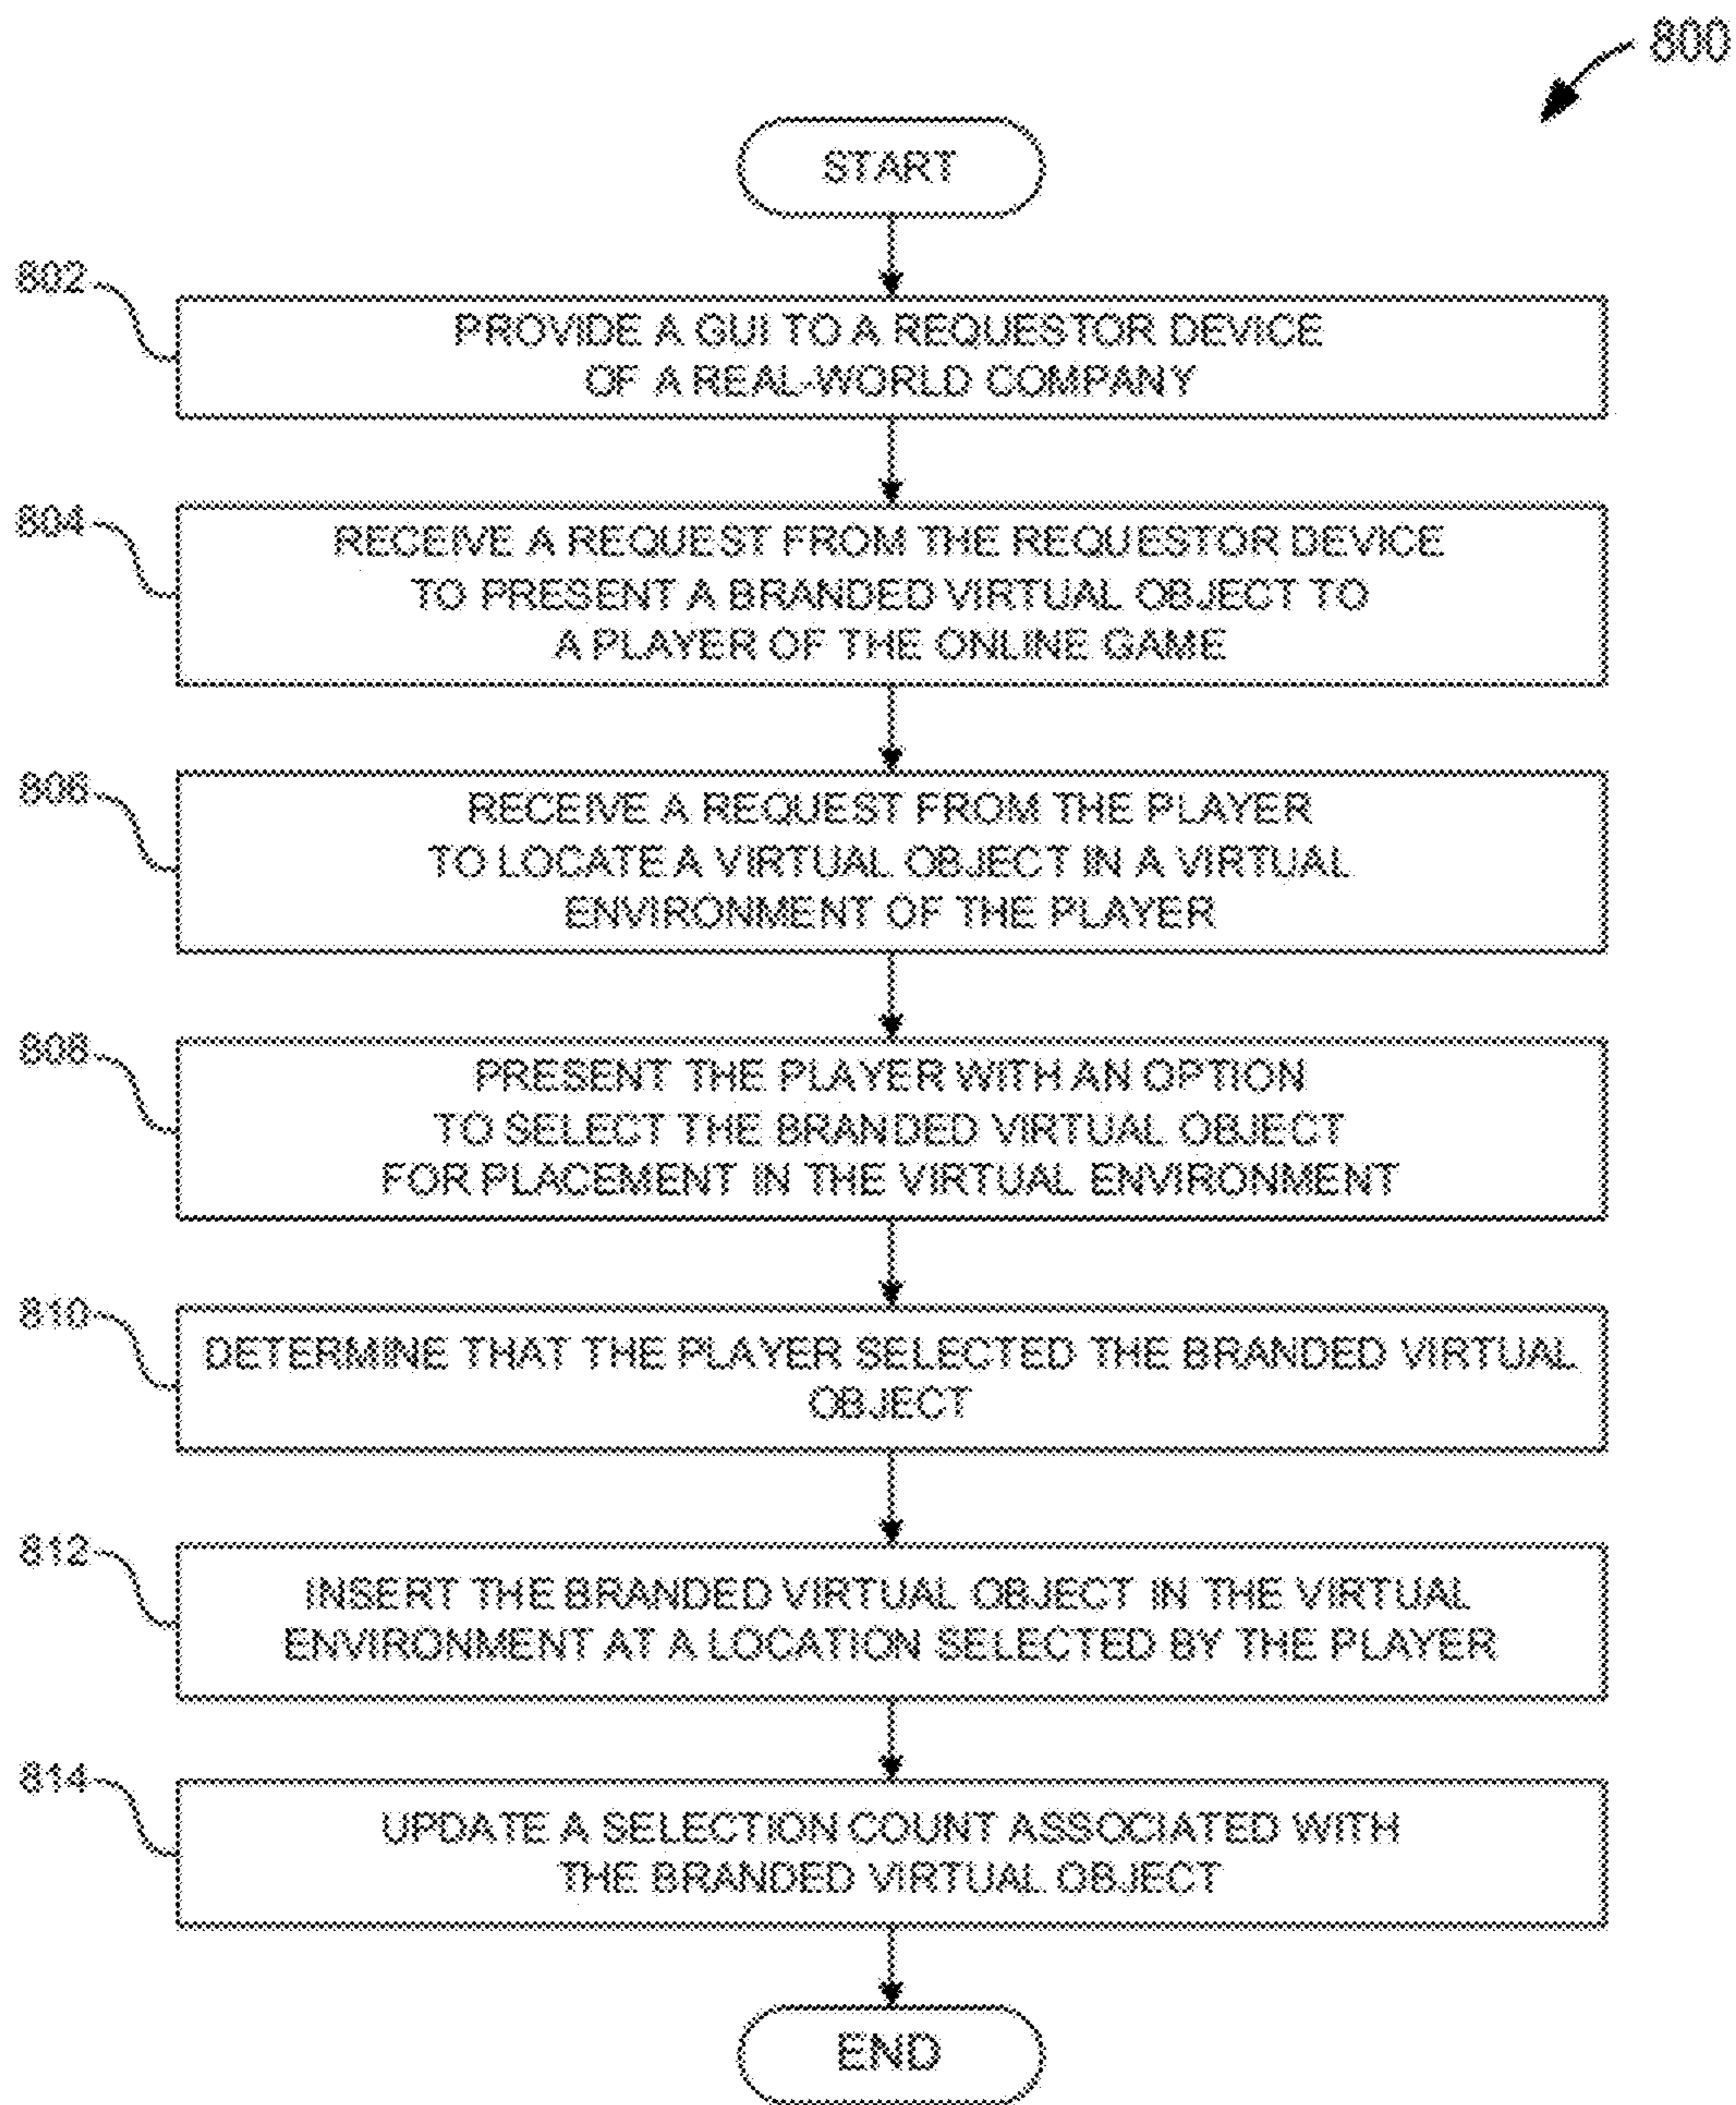 800
START
802
PROVIDE A GUI TO A REQUESTOR DEVICE
OF A REAL-WORLD COMPANY
804
RECEIVE A REQUEST FROM THE REQUESTOR DEVICE
TO PRESENT A BRANDED VIRTUAL OBJECT TO
A PLAYER OF THE ONLINE GAME
806
RECEIVE A REQUEST FROM THE PLAYER
TO LOCATE A VIRTUAL OBJECT IN A VIRTUAL
ENVIRONMENT OF THE PLAYER
808
PRESENT THE PLAYER WITH AN OPTION
TO SELECT THE BRANDED VIRTUAL OBJECT
FOR PLACEMENT IN THE VIRTUAL ENVIRONMENT
810
DETERMINE THAT THE PLAYER SELECTED THE BRANDED VIRTUAL
OBJECT
812
INSERT THE BRANDED VIRTUAL OBJECT IN THE VIRTUAL
ENVIRONMENT AT A LOCATION SELECTED BY THE PLAYER
814
UPDATE A SELECTION COUNT ASSOCIATED WITH
THE BRANDED VIRTUAL OBJECT
END